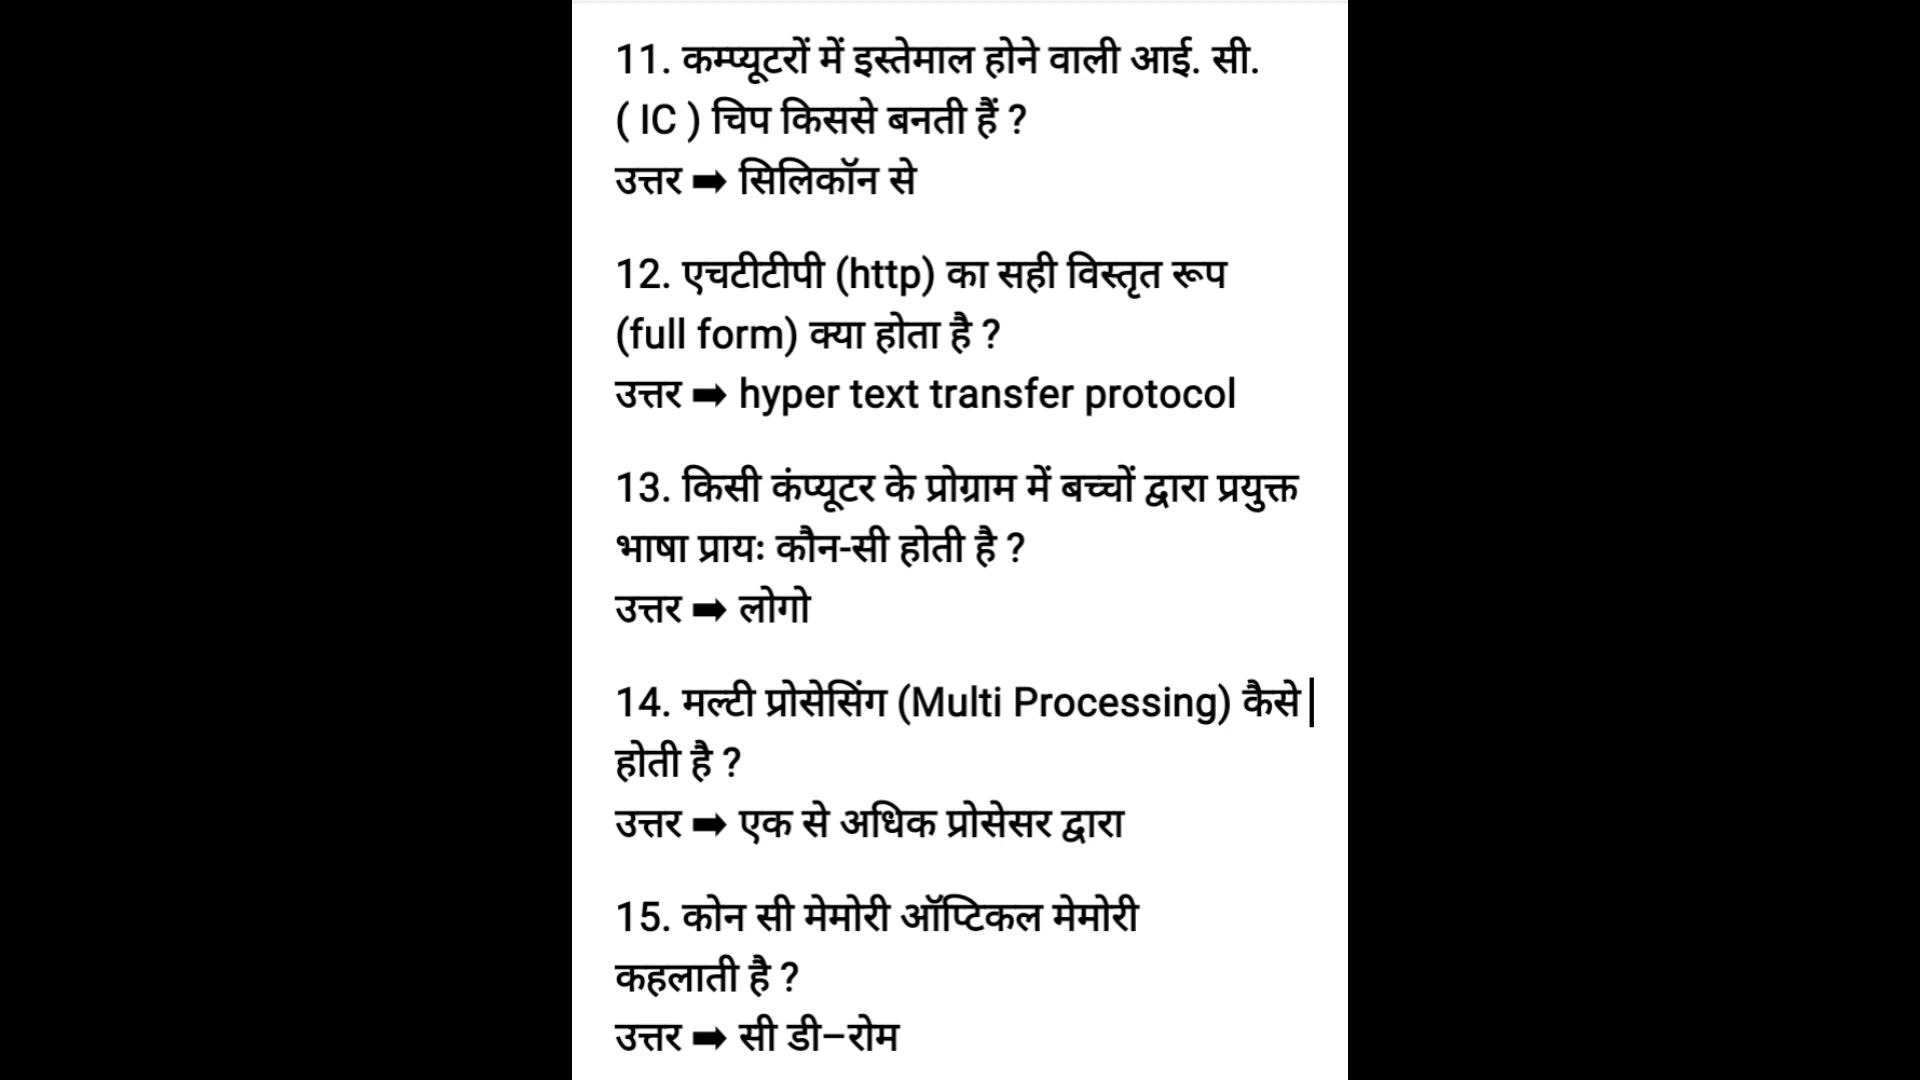 11. कम्प्यूटरों में इस्तेमाल होने वाली आई. सी.
( IC ) चिप किससे बनती हैं ?
उत्तर ➡ सिलिकॉन से
12. एचटीटीपी (http) का सही विस्तृत रूप
(full form) क्या होता है ?
उत्तर ➡ hyper text transfer protocol
13. किसी कंप्यूटर के प्रोग्राम में बच्चों द्वारा प्रयुक्त
भाषा प्रायः कौन-सी होती है ?
उत्तर ➡ लोगो
14. मल्टी प्रोसेसिंग (Multi Processing) कैसे
होती है ?
उत्तर ➡ एक से अधिक प्रोसेसर द्वारा
15. कोन सी मेमोरी ऑप्टिकल मेमोरी
कहलाती है ?
उत्तर ➡ सी डी–रोम